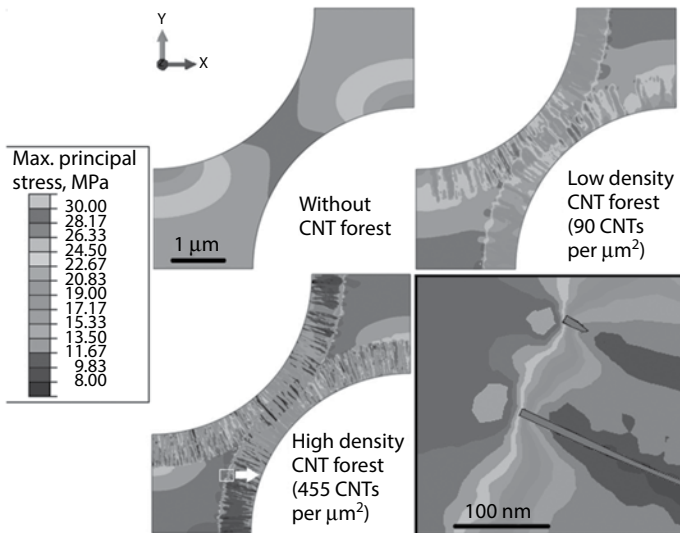 Y
X
Max. principal
stress, MPa
30.00
28.17
26.33
24.50
22.67
20.83
19.00
17.17
15.33
13.50
11.67
9.83
8.00
Without
CNT forest
1 μm
Low density
CNT forest
(90 CNTs
per μm²)
High density
CNT forest
(455 CNTs
per μm²)
100 nm